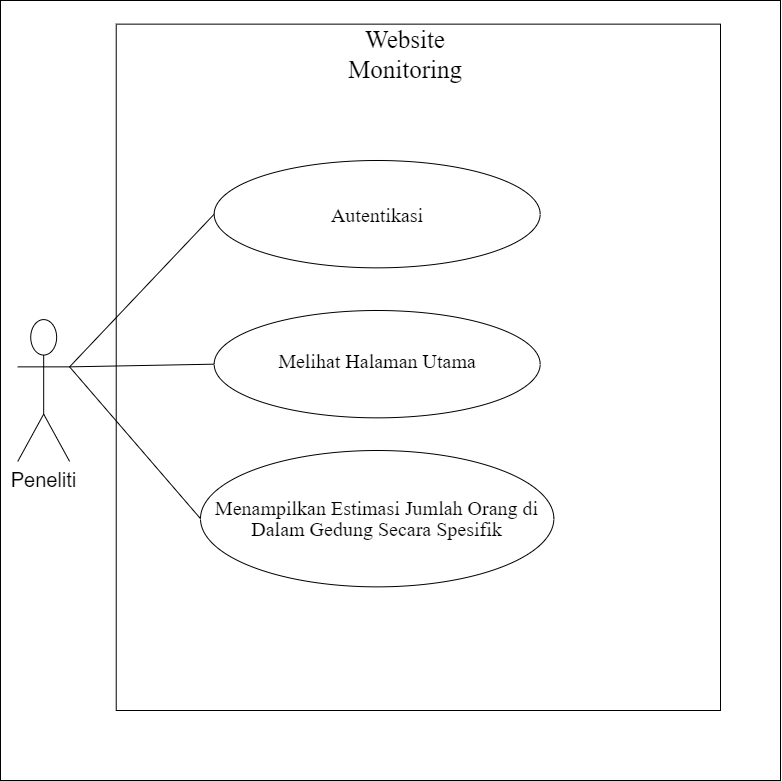 Website
Monitoring
Autentikasi
Melihat Halaman Utama
Peneliti
Menampilkan Estimasi Jumlah Orang di
Dalam Gedung Secara Spesifik